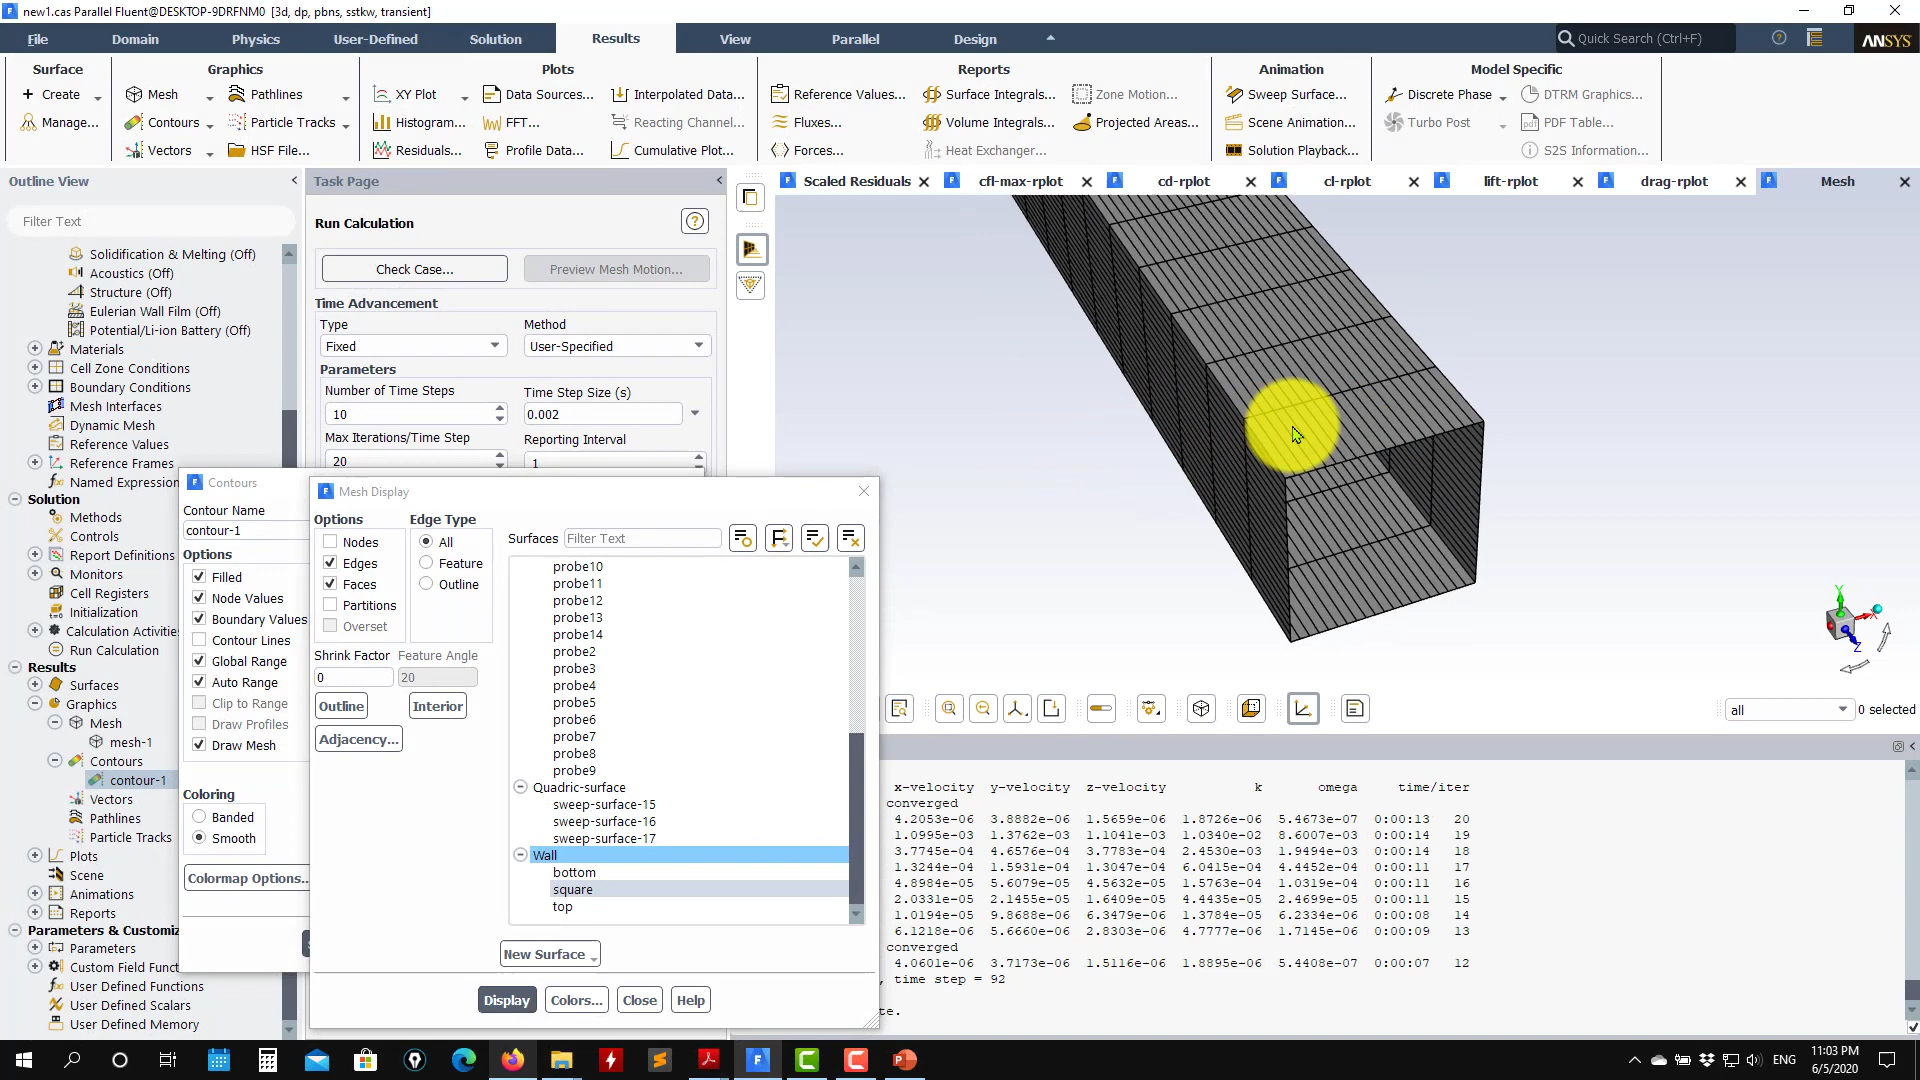 new1.cas Parallel Fluent@DESKTOP-9DRFNM0 [3d, dp, pbns, sstkw, transient]
File Domain Physics User-Defined Solution Results View Parallel Design
Quick Search (Ctrl+F)
ANSYS
Surface Graphics Plots Reports Animation Model Specific
Create Mesh Pathlines XY Plot Data Sources... Interpolated Data... Reference Values... Surface Integrals... Zone Motion... Sweep Surface... Discrete Phase DTRM Graphics...
Manage... Contours Particle Tracks Histogram... FFT... Reacting Channel... Fluxes... Volume Integrals... Projected Areas... Scene Animation... Turbo Post PDF Table...
Vectors HSF File... Residuals... Profile Data... Cumulative Plot... Forces... Heat Exchanger... Solution Playback... S2S Information...
Outline View
Filter Text
Solidification & Melting (Off)
Acoustics (Off)
Structure (Off)
Eulerian Wall Film (Off)
Potential/Li-ion Battery (Off)
Materials
Cell Zone Conditions
Boundary Conditions
Mesh Interfaces
Dynamic Mesh
Reference Values
Reference Frames
Named Expression
Solution
Methods
Controls
Report Definitions
Monitors
Cell Registers
Initialization
Calculation Activitie
Run Calculation
Results
Surfaces
Graphics
Mesh
mesh-1
Contours
contour-1
Vectors
Pathlines
Particle Tracks
Plots
Scene
Animations
Reports
Parameters & Customiz
Parameters
Custom Field Funct
User Defined Functions
User Defined Scalars
User Defined Memory
Task Page
Run Calculation
Check Case... Preview Mesh Motion...
Time Advancement
Type Method
Fixed User-Specified
Parameters
Number of Time Steps Time Step Size (s)
10 0.002
Max Iterations/Time Step Reporting Interval
20 1
Contours
Contour Name
contour-1
Options
Filled
Node Values
Boundary Values
Contour Lines
Global Range
Auto Range
Clip to Range
Draw Profiles
Draw Mesh
Coloring
Banded
Smooth
Colormap Options..
Mesh Display
Options Edge Type
Nodes All
Edges Feature
Faces Outline
Partitions
Overset
Shrink Factor Feature Angle
0 20
Outline Interior
Adjacency...
Surfaces Filter Text
probe10
probe11
probe12
probe13
probe14
probe2
probe3
probe4
probe5
probe6
probe7
probe8
probe9
Quadric-surface
sweep-surface-15
sweep-surface-16
sweep-surface-17
Wall
bottom
square
top
New Surface
Display Colors... Close Help
Scaled Residuals cfl-max-rplot cd-rplot cl-rplot lift-rplot drag-rplot Mesh
Y
X
Z
all 0 selected
x-velocity y-velocity z-velocity k omega time/iter
converged
4.2053e-06 3.8882e-06 1.5659e-06 1.8726e-06 5.4673e-07 0:00:13 20
1.0995e-03 1.3762e-03 1.1041e-03 1.0340e-02 8.6007e-03 0:00:14 19
3.7745e-04 4.6576e-04 3.7783e-04 2.4530e-03 1.9494e-03 0:00:14 18
1.3244e-04 1.5931e-04 1.3047e-04 6.0415e-04 4.4452e-04 0:00:11 17
4.8984e-05 5.6079e-05 4.5632e-05 1.5763e-04 1.0319e-04 0:00:11 16
2.0331e-05 2.1455e-05 1.6409e-05 4.4435e-05 2.4699e-05 0:00:11 15
1.0194e-05 9.8688e-06 6.3479e-06 1.3784e-05 6.2334e-06 0:00:08 14
6.1218e-06 5.6660e-06 2.8303e-06 4.7777e-06 1.7145e-06 0:00:09 13
converged
4.0601e-06 3.7173e-06 1.5116e-06 1.8895e-06 5.4408e-07 0:00:07 12
, time step = 92
te.
ENG
11:03 PM
6/5/2020